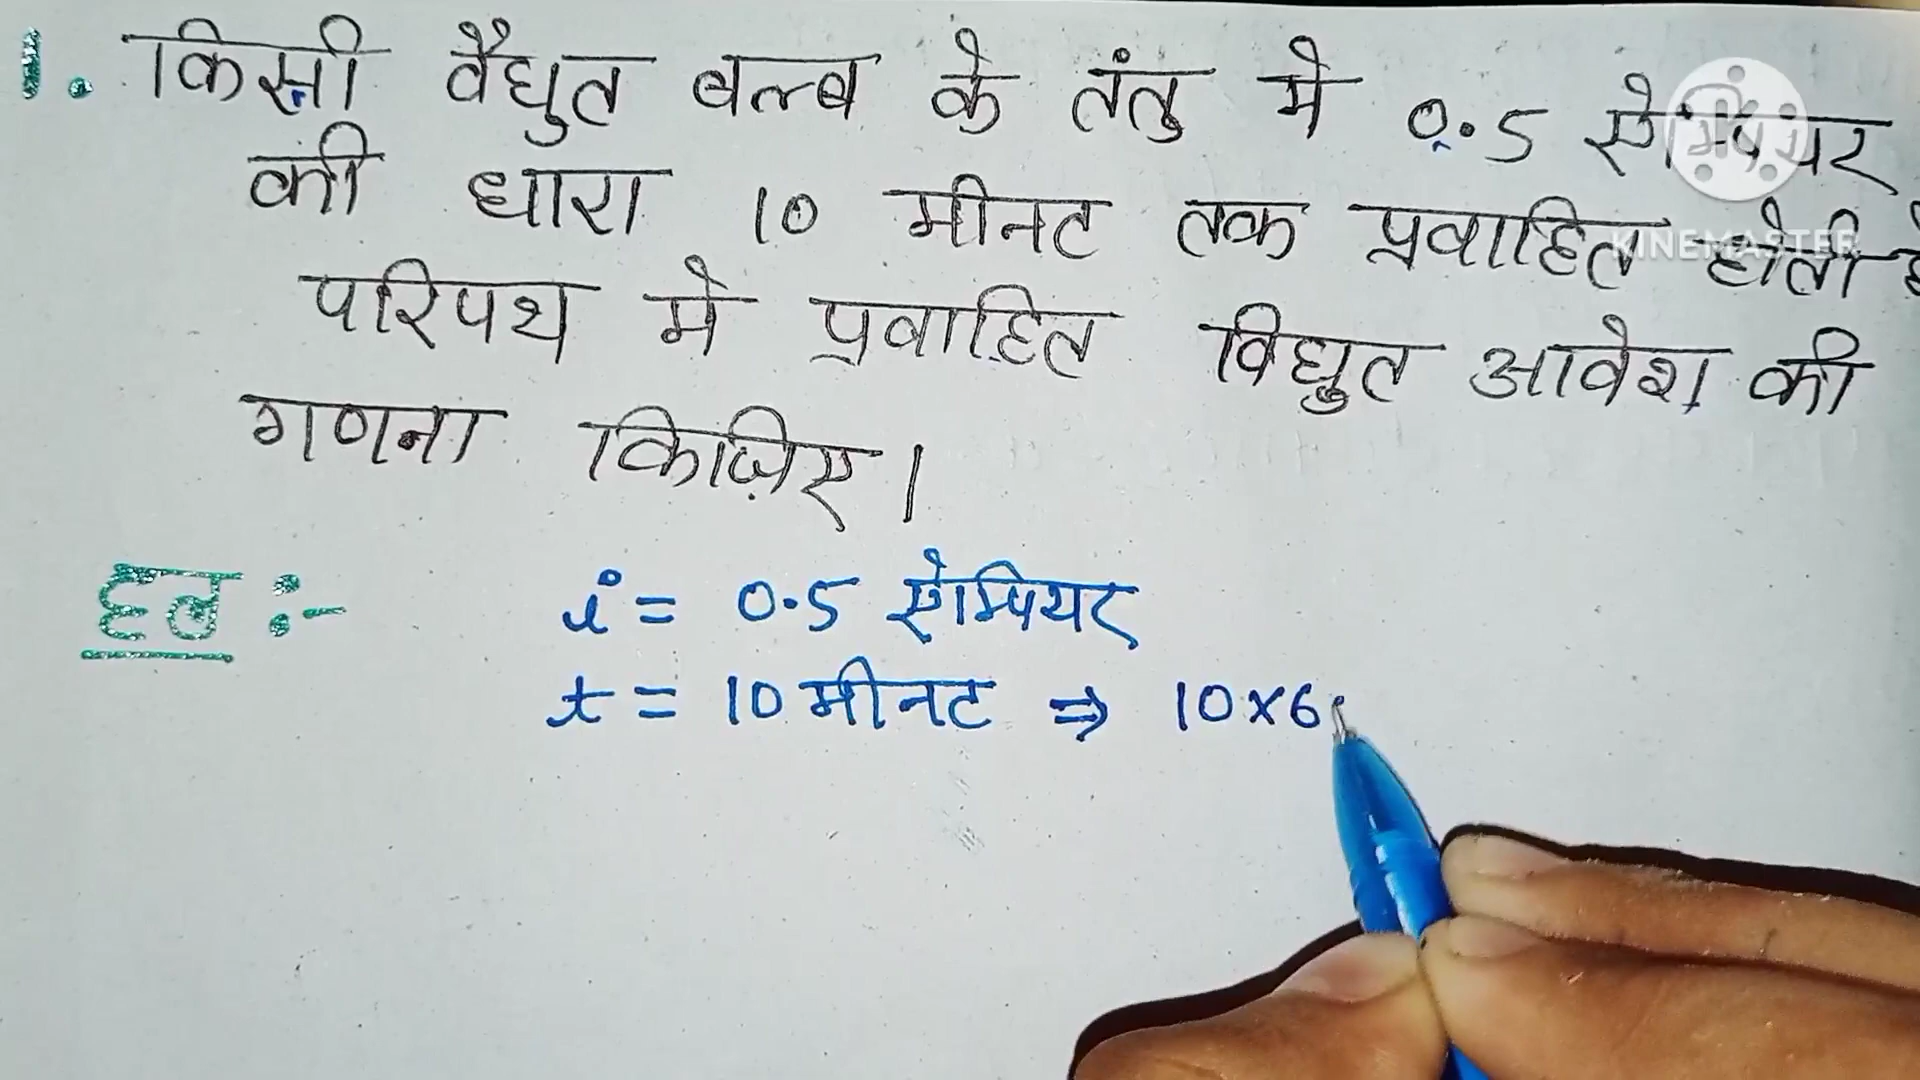 1. किसी वैधुत बल्ब के तंतु मे 0.5 ऐम्पियर
की धारा 10 मीनट तक प्रवाहित होती है
KINEMASTER
परिपथ मे प्रवाहित विधुत आवेश की
गणना किजिए।
हल :- i = 0.5 ऐम्पियर
t = 10 मीनट ⇒ 10×6